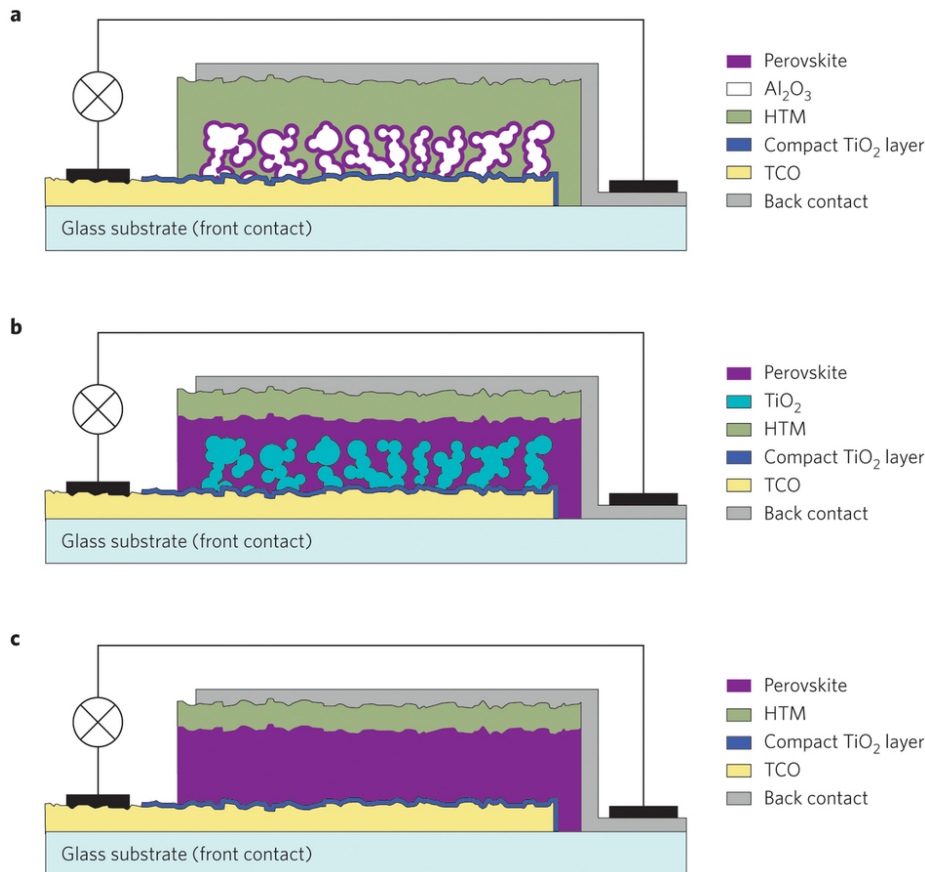 a
Perovskite
Al₂O₃
HTM
Compact TiO₂ layer
TCO
Back contact
Glass substrate (front contact)
b
Perovskite
TiO₂
HTM
Compact TiO₂ layer
TCO
Back contact
Glass substrate (front contact)
c
Perovskite
HTM
Compact TiO₂ layer
TCO
Back contact
Glass substrate (front contact)